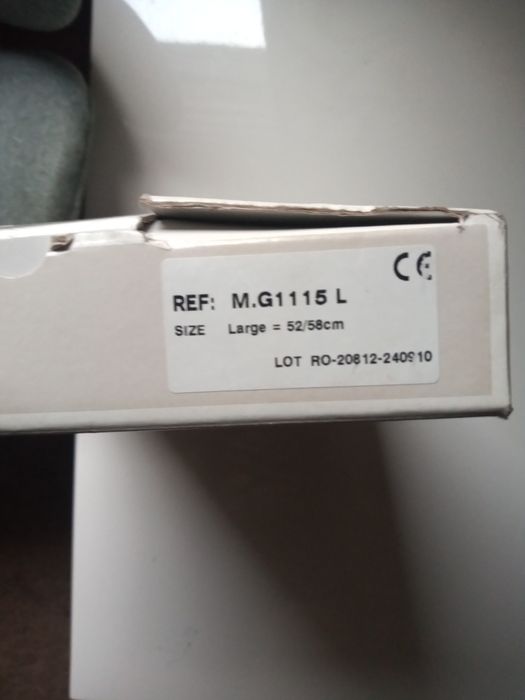 CE
REF: M.G1115 L
SIZE Large = 52/58cm
LOT RO-20812-240910